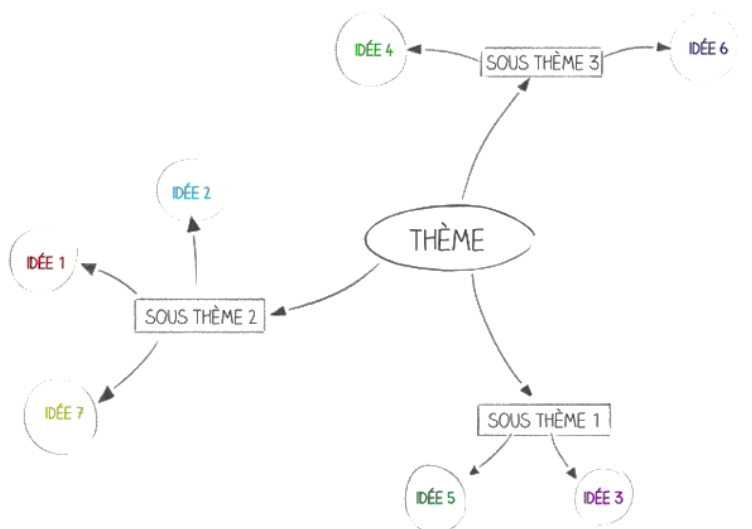 IDÉE 4
SOUS THÈME 3
IDÉE 6
IDÉE 2
THÈME
IDÉE 1
SOUS THÈME 2
IDÉE 7
SOUS THÈME 1
IDÉE 5
IDÉE 3